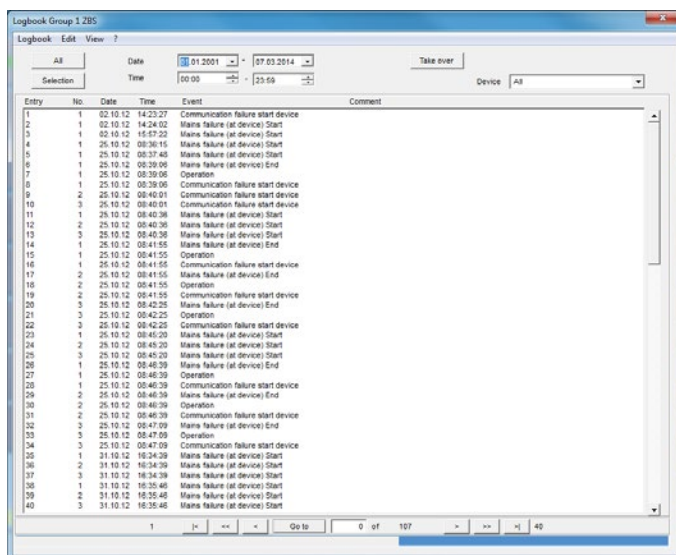 Logbook Group 1 ZBS
Logbook Edit View ?
All Date 01.01.2001 - 07.03.2014 Take over
Selection Time 00:00 - 23:59 Device All
Entry No. Date Time Event Comment
1 1 02.10.12 14:23:27 Communication failure start device
2 1 02.10.12 14:24:02 Mains failure (at device) Start
3 1 02.10.12 15:57:22 Mains failure (at device) Start
4 1 25.10.12 08:36:15 Mains failure (at device) Start
5 1 25.10.12 08:37:48 Mains failure (at device) Start
6 1 25.10.12 08:39:06 Mains failure (at device) End
7 1 25.10.12 08:39:06 Operation
8 1 25.10.12 08:39:06 Communication failure start device
9 2 25.10.12 08:40:01 Communication failure start device
10 3 25.10.12 08:40:01 Communication failure start device
11 1 25.10.12 08:40:36 Mains failure (at device) Start
12 2 25.10.12 08:40:36 Mains failure (at device) Start
13 3 25.10.12 08:40:36 Mains failure (at device) Start
14 1 25.10.12 08:41:55 Mains failure (at device) End
15 1 25.10.12 08:41:55 Operation
16 1 25.10.12 08:41:55 Communication failure start device
17 2 25.10.12 08:41:55 Mains failure (at device) End
18 2 25.10.12 08:41:55 Operation
19 2 25.10.12 08:41:55 Communication failure start device
20 3 25.10.12 08:42:25 Mains failure (at device) End
21 3 25.10.12 08:42:25 Operation
22 3 25.10.12 08:42:25 Communication failure start device
23 1 25.10.12 08:45:20 Mains failure (at device) Start
24 2 25.10.12 08:45:20 Mains failure (at device) Start
25 3 25.10.12 08:45:20 Mains failure (at device) Start
26 1 25.10.12 08:46:39 Mains failure (at device) End
27 1 25.10.12 08:46:39 Operation
28 1 25.10.12 08:46:39 Communication failure start device
29 2 25.10.12 08:46:39 Mains failure (at device) End
30 2 25.10.12 08:46:39 Operation
31 2 25.10.12 08:46:39 Communication failure start device
32 3 25.10.12 08:47:09 Mains failure (at device) End
33 3 25.10.12 08:47:09 Operation
34 3 25.10.12 08:47:09 Communication failure start device
35 1 31.10.12 16:34:39 Mains failure (at device) Start
36 2 31.10.12 16:34:39 Mains failure (at device) Start
37 3 31.10.12 16:34:39 Mains failure (at device) Start
38 1 31.10.12 16:35:46 Mains failure (at device) Start
39 2 31.10.12 16:35:46 Mains failure (at device) Start
40 3 31.10.12 16:35:46 Mains failure (at device) Start
1 |< << < Go to 0 of 107 > >> >| 40